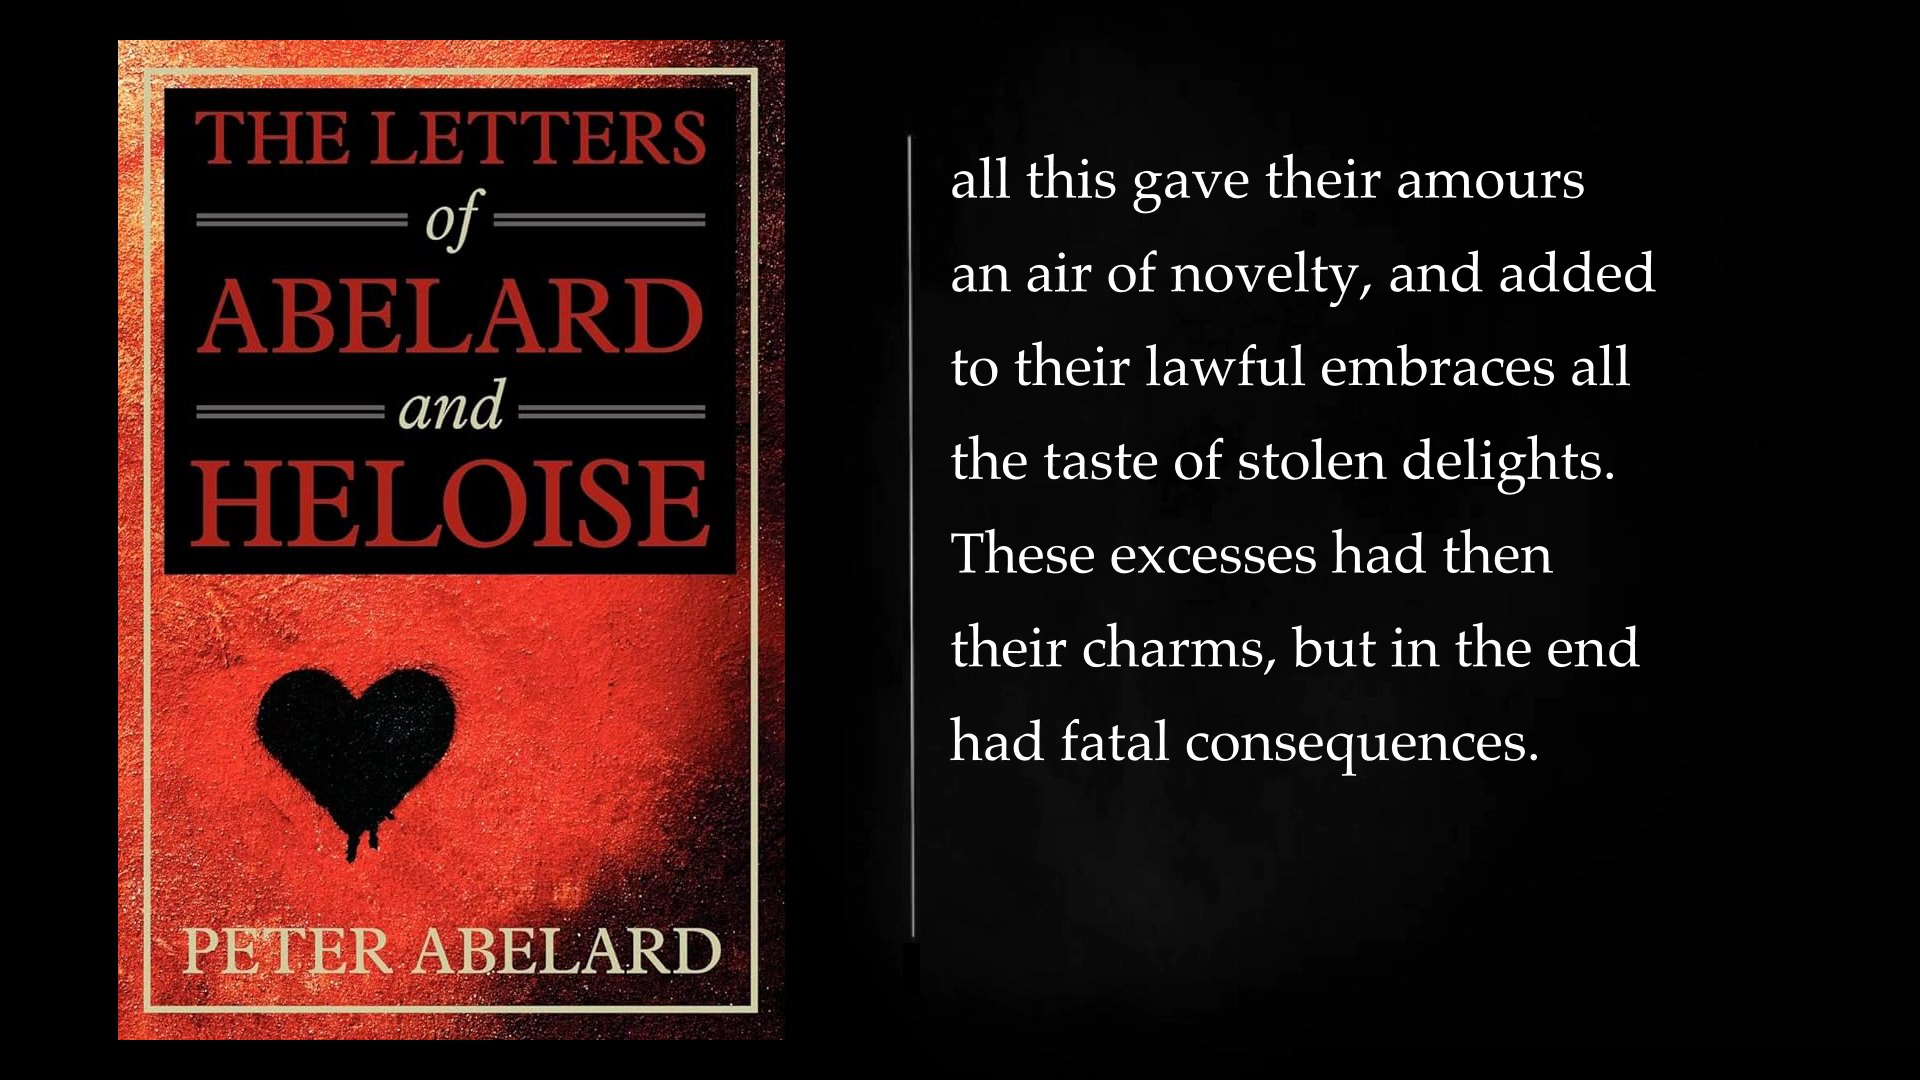 THE LETTERS
of
ABELARD
and
HELOISE
PETER ABELARD
all this gave their amours
an air of novelty, and added
to their lawful embraces all
the taste of stolen delights.
These excesses had then
their charms, but in the end
had fatal consequences.